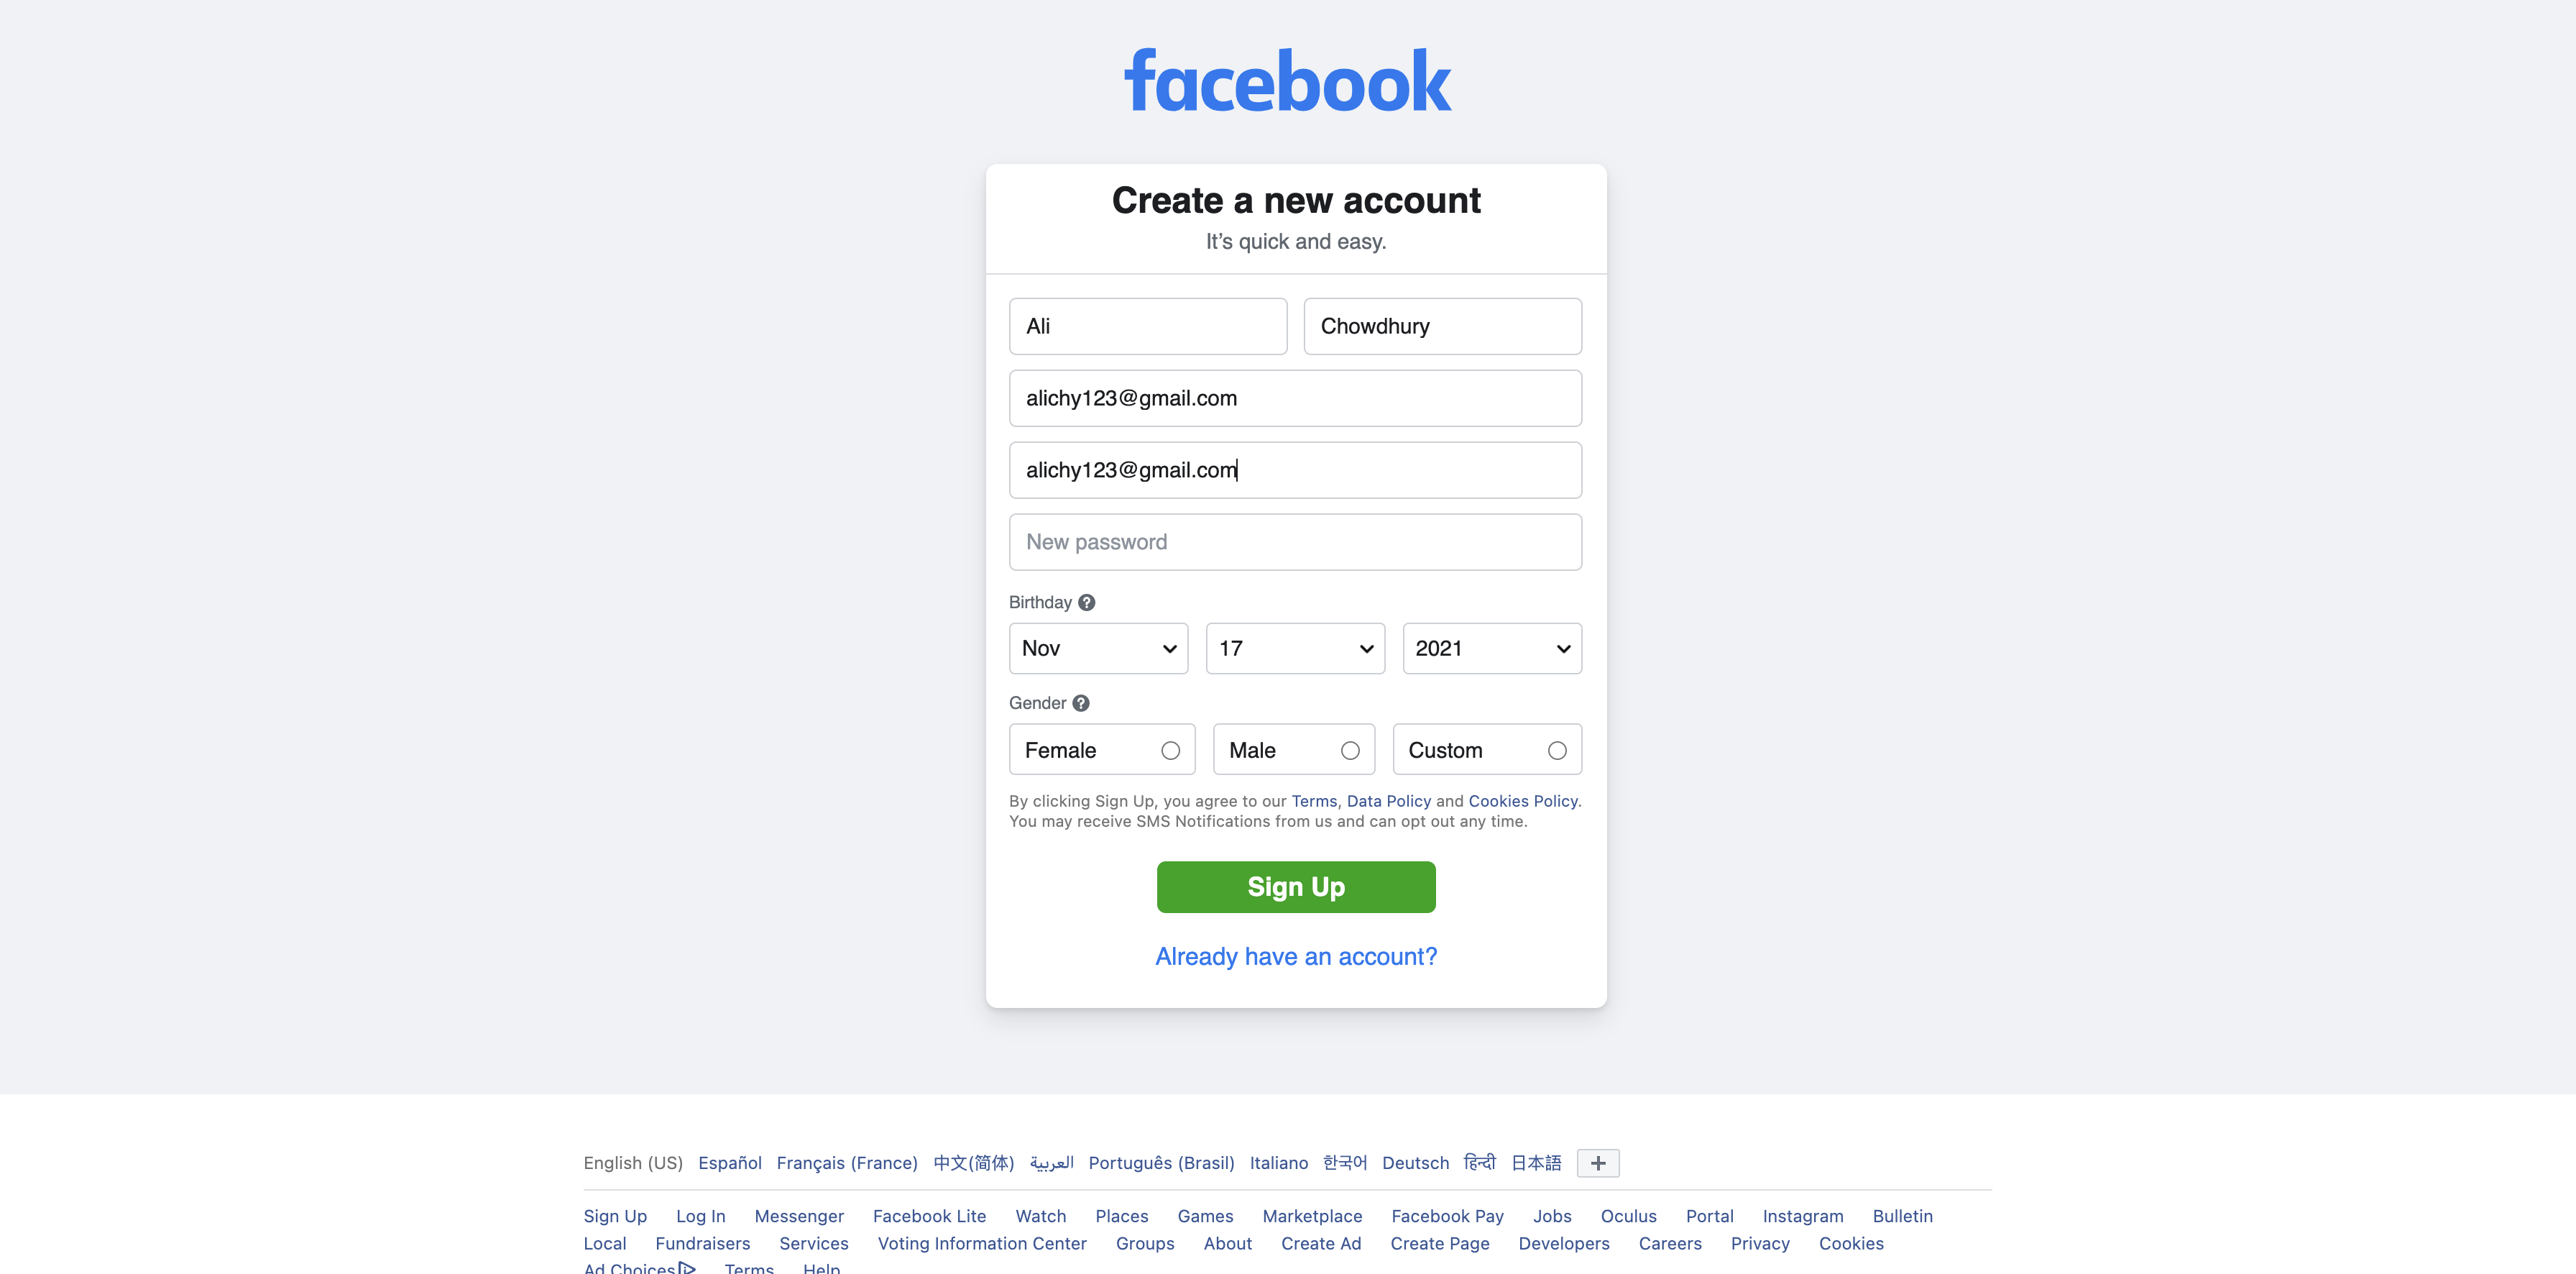 facebook
Create a new account
It's quick and easy.
Ali Chowdhury
alichy123@gmail.com
alichy123@gmail.com
New password
Birthday ?
Nov 17 2021
Gender ?
Female Male Custom
By clicking Sign Up, you agree to our Terms, Data Policy and Cookies Policy.
You may receive SMS Notifications from us and can opt out any time.
Sign Up
Already have an account?
English (US) Español Français (France) 中文(简体) العربية Português (Brasil) Italiano 한국어 Deutsch हिन्दी 日本語 +
Sign Up Log In Messenger Facebook Lite Watch Places Games Marketplace Facebook Pay Jobs Oculus Portal Instagram Bulletin
Local Fundraisers Services Voting Information Center Groups About Create Ad Create Page Developers Careers Privacy Cookies
Ad Choices Terms Help